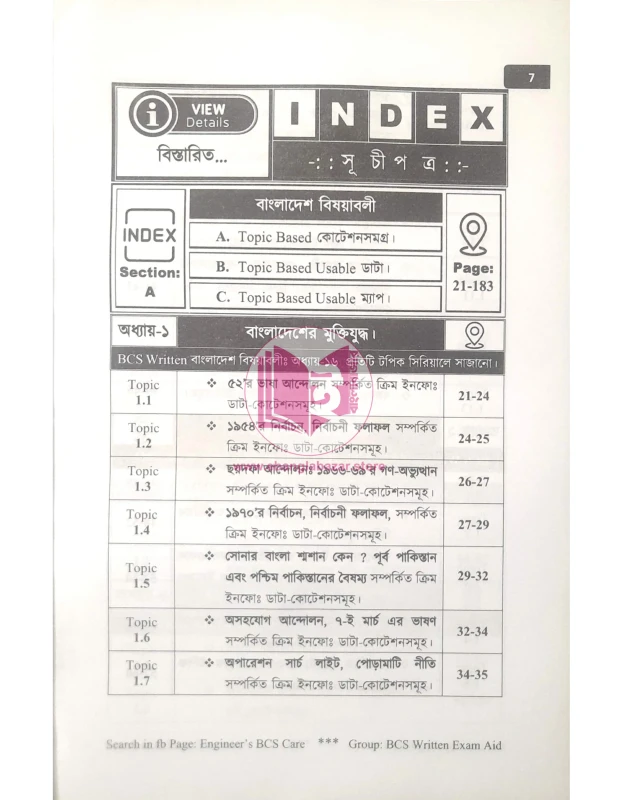 7
VIEW
Details
INDEX
বিস্তারিত...
-:: সূ চী প ত্র ::-
বাংলাদেশ বিষয়াবলী
INDEX
Section:
A
A. Topic Based কোটেশনসমগ্র।
B. Topic Based Usable ডাটা।
C. Topic Based Usable ম্যাপ।
Page:
21-183
অধ্যায়-১ বাংলাদেশের মুক্তিযুদ্ধ।
BCS Written বাংলাদেশ বিষয়াবলীঃ অধ্যায় ১৬ প্রতিটি টপিক সিরিয়ালে সাজানো।
Topic
1.1
❖ ৫২'র ভাষা আন্দোলন সম্পর্কিত ক্রিম ইনফোঃ
ডাটা-কোটেশনসমূহ।
21-24
Topic
1.2
❖ ১৯৫৪'র নির্বাচন, নির্বাচনী ফলাফল সম্পর্কিত
ক্রিম ইনফোঃ ডাটা-কোটেশনসমূহ।
24-25
Topic
1.3
❖ ছয়দফা আন্দোলনঃ ১৯৬৬-৬৯'র গণ-অভ্যুত্থান
সম্পর্কিত ক্রিম ইনফোঃ ডাটা-কোটেশনসমূহ।
26-27
Topic
1.4
❖ ১৯৭০'র নির্বাচন, নির্বাচনী ফলাফল, সম্পর্কিত
ক্রিম ইনফোঃ ডাটা-কোটেশনসমূহ।
27-29
Topic
1.5
❖ সোনার বাংলা শ্মশান কেন ? পূর্ব পাকিস্তান
এবং পশ্চিম পাকিস্তানের বৈষম্য সম্পর্কিত ক্রিম
ইনফোঃ ডাটা-কোটেশনসমূহ।
29-32
Topic
1.6
❖ অসহযোগ আন্দোলন, ৭-ই মার্চ এর ভাষণ
সম্পর্কিত ক্রিম ইনফোঃ ডাটা-কোটেশনসমূহ।
32-34
Topic
1.7
❖ অপারেশন সার্চ লাইট, পোড়ামাটি নীতি
সম্পর্কিত ক্রিম ইনফোঃ ডাটা-কোটেশনসমূহ।
34-35
Search in fb Page: Engineer's BCS Care *** Group: BCS Written Exam Aid